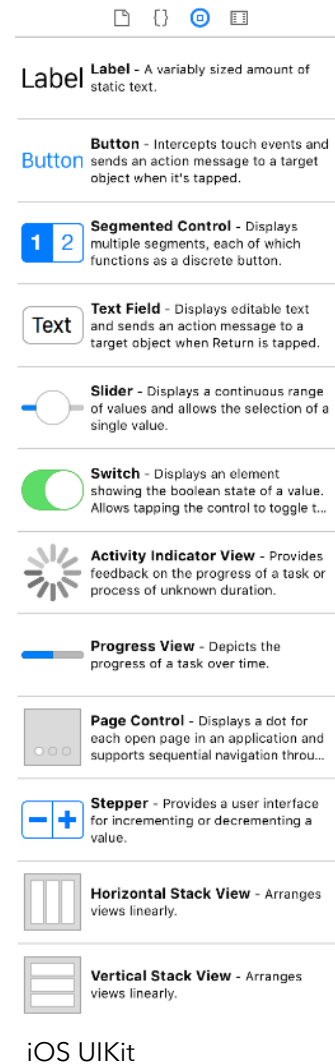 {}
Label
Label - A variably sized amount of
static text.
Button
Button - Intercepts touch events and
sends an action message to a target
object when it's tapped.
1 2
Segmented Control - Displays
multiple segments, each of which
functions as a discrete button.
Text
Text Field - Displays editable text
and sends an action message to a
target object when Return is tapped.
Slider - Displays a continuous range
of values and allows the selection of a
single value.
Switch - Displays an element
showing the boolean state of a value.
Allows tapping the control to toggle t...
Activity Indicator View - Provides
feedback on the progress of a task or
process of unknown duration.
Progress View - Depicts the
progress of a task over time.
Page Control - Displays a dot for
each open page in an application and
supports sequential navigation throu...
Stepper - Provides a user interface
for incrementing or decrementing a
value.
Horizontal Stack View - Arranges
views linearly.
Vertical Stack View - Arranges
views linearly.
iOS UIKit